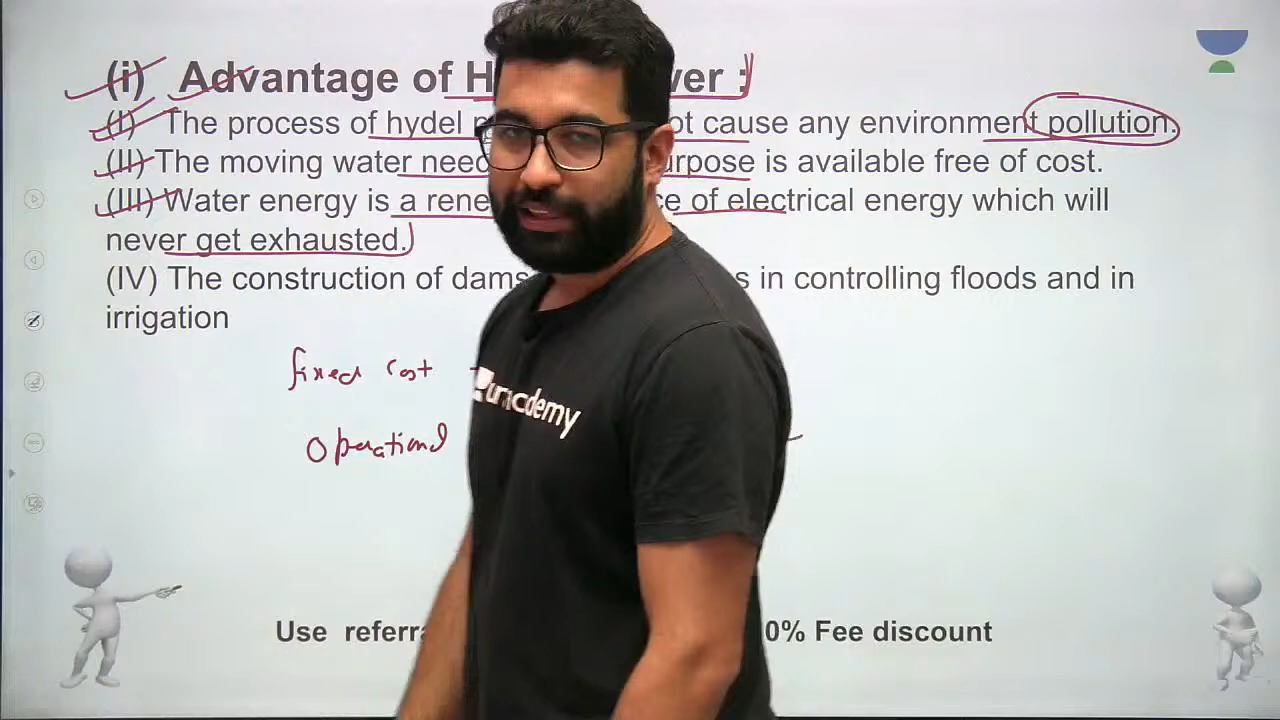 (i) Advantage of H ver :
(I) The process of hydel ot cause any environment pollution.
(II) The moving water need urpose is available free of cost.
(III) Water energy is a rene ce of electrical energy which will
never get exhausted.
(IV) The construction of dams s in controlling floods and in
irrigation
fixed cost
unacademy
Operational
Use referra 0% Fee discount